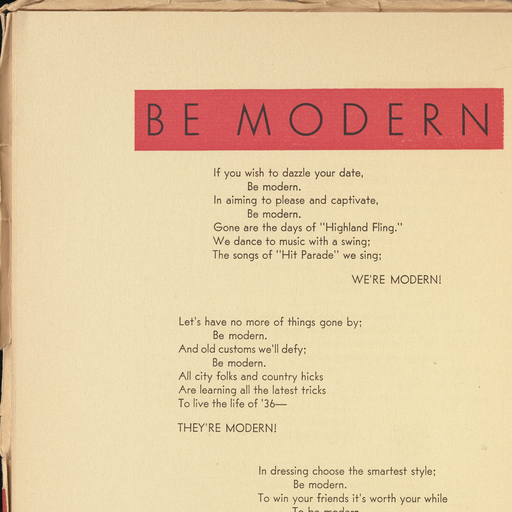 BE MODERN
If you wish to dazzle your date,
Be modern.
In aiming to please and captivate,
Be modern.
Gone are the days of "Highland Fling."
We dance to music with a swing;
The songs of "Hit Parade" we sing;
WE'RE MODERN!
Let's have no more of things gone by;
Be modern.
And old customs we'll defy;
Be modern.
All city folks and country hicks
Are learning all the latest tricks
To live the life of '36—
THEY'RE MODERN!
In dressing choose the smartest style;
Be modern.
To win your friends it's worth your while
To be modern